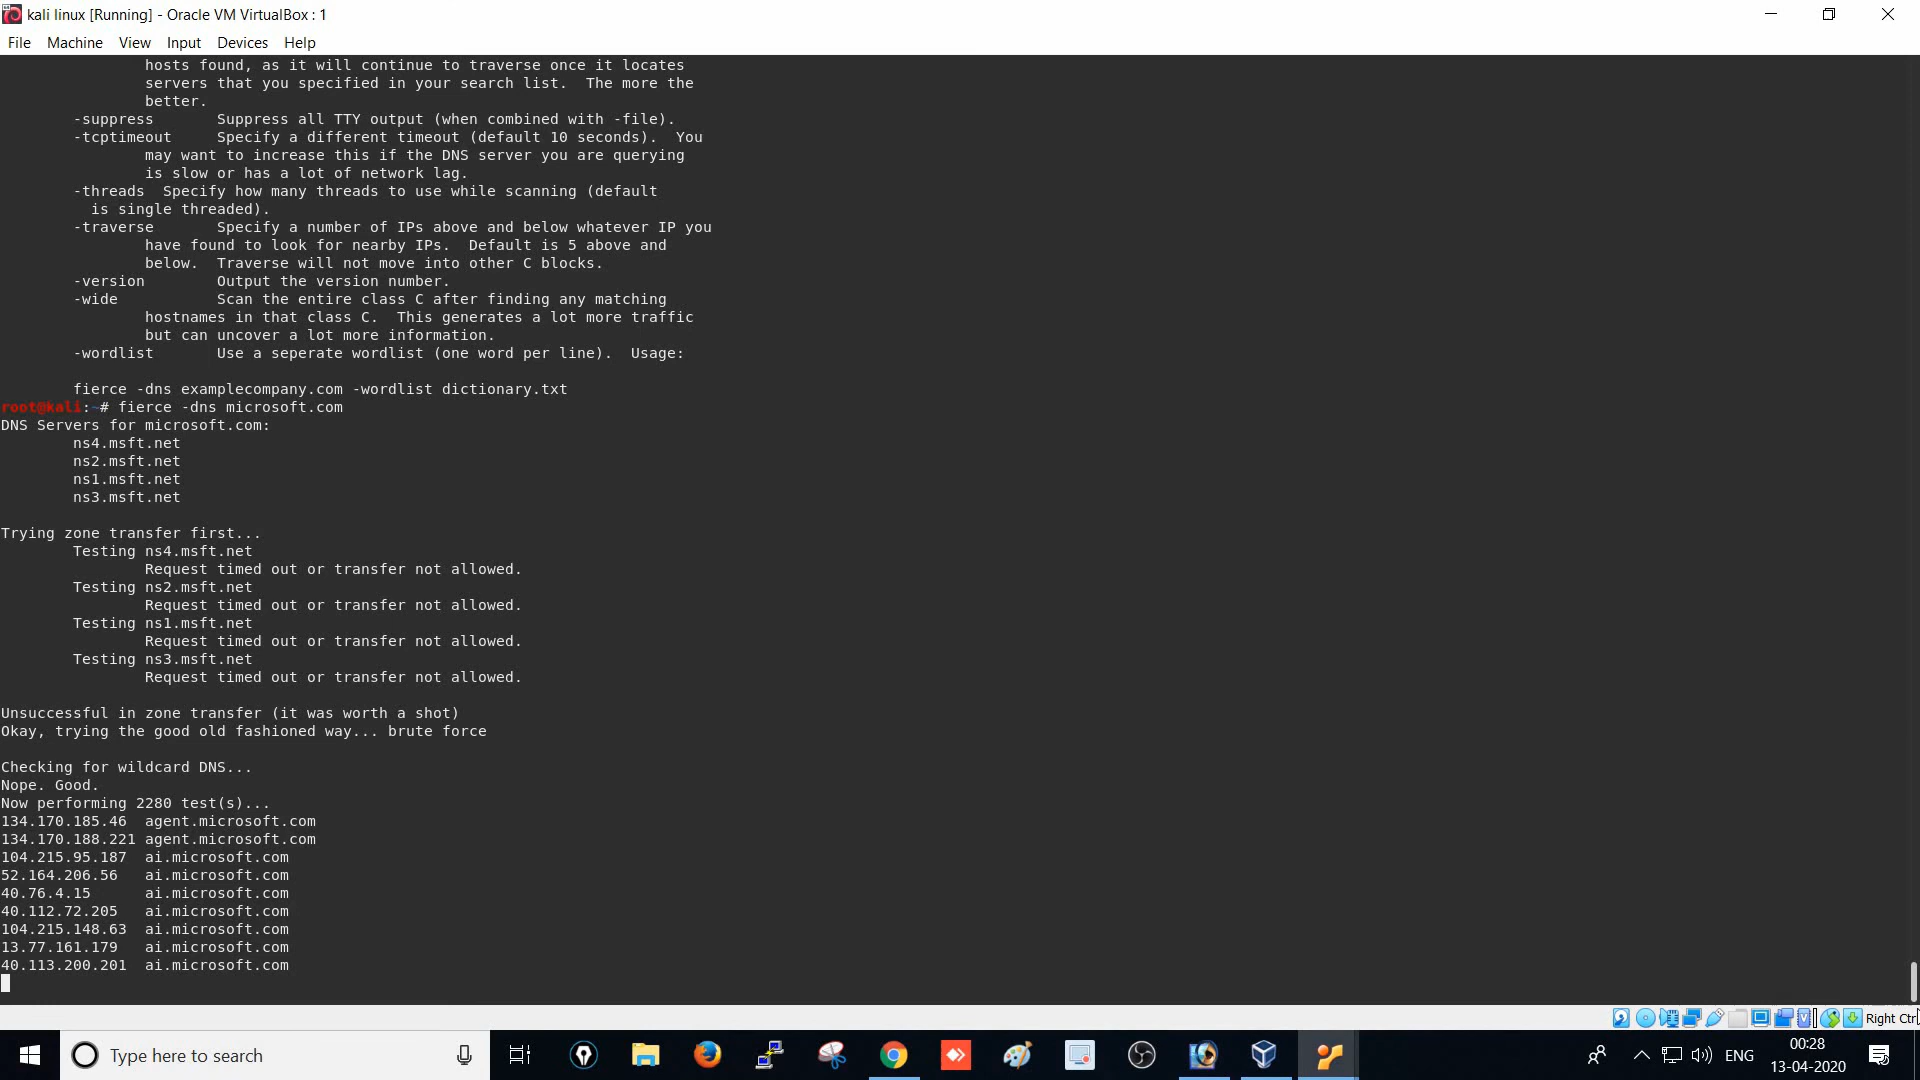 kali linux [Running] - Oracle VM VirtualBox : 1
File Machine View Input Devices Help
hosts found, as it will continue to traverse once it locates
servers that you specified in your search list. The more the
better.
-suppress Suppress all TTY output (when combined with -file).
-tcptimeout Specify a different timeout (default 10 seconds). You
may want to increase this if the DNS server you are querying
is slow or has a lot of network lag.
-threads Specify how many threads to use while scanning (default
is single threaded).
-traverse Specify a number of IPs above and below whatever IP you
have found to look for nearby IPs. Default is 5 above and
below. Traverse will not move into other C blocks.
-version Output the version number.
-wide Scan the entire class C after finding any matching
hostnames in that class C. This generates a lot more traffic
but can uncover a lot more information.
-wordlist Use a seperate wordlist (one word per line). Usage:
fierce -dns examplecompany.com -wordlist dictionary.txt
root@kali:~# fierce -dns microsoft.com
DNS Servers for microsoft.com:
ns4.msft.net
ns2.msft.net
ns1.msft.net
ns3.msft.net
Trying zone transfer first...
Testing ns4.msft.net
Request timed out or transfer not allowed.
Testing ns2.msft.net
Request timed out or transfer not allowed.
Testing ns1.msft.net
Request timed out or transfer not allowed.
Testing ns3.msft.net
Request timed out or transfer not allowed.
Unsuccessful in zone transfer (it was worth a shot)
Okay, trying the good old fashioned way... brute force
Checking for wildcard DNS...
Nope. Good.
Now performing 2280 test(s)...
134.170.185.46 agent.microsoft.com
134.170.188.221 agent.microsoft.com
104.215.95.187 ai.microsoft.com
52.164.206.56 ai.microsoft.com
40.76.4.15 ai.microsoft.com
40.112.72.205 ai.microsoft.com
104.215.148.63 ai.microsoft.com
13.77.161.179 ai.microsoft.com
40.113.200.201 ai.microsoft.com
Right Ctrl
Type here to search
ENG
00:28
13-04-2020